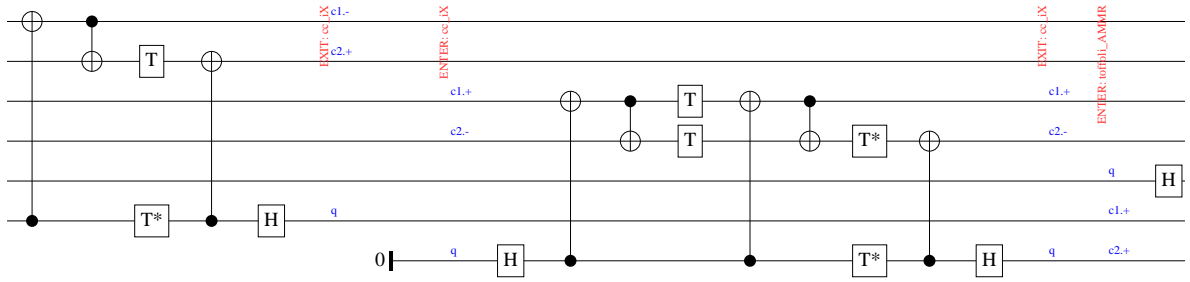 c1.-
EXIT: cc_iX
c2.+
T
T*
H
q
ENTER: cc_iX
0
q
c1.+
c2.-
H
T
T
T*
T*
H
EXIT: cc_iX
c1.+
c2.-
q
ENTER: toffoli_AMMR
q
c1.+
c2.+
H